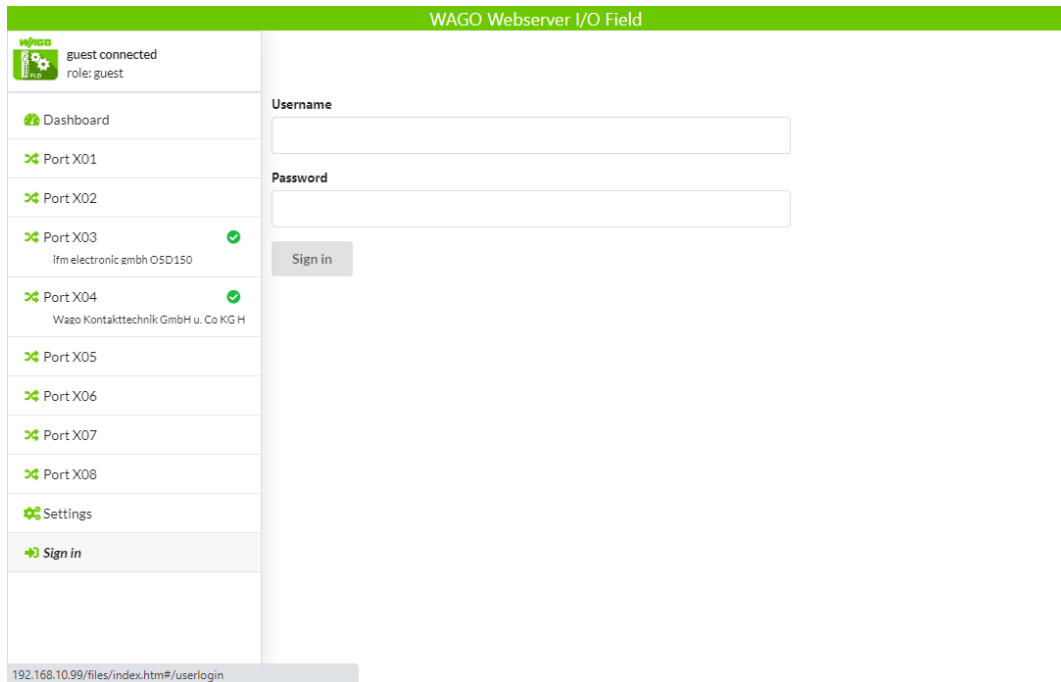 WAGO Webserver I/O Field
WAGO
FLD
guest connected
role: guest
Dashboard
Port X01
Port X02
Port X03
ifm electronic gmbh O5D150
Port X04
Wago Kontakttechnik GmbH u. Co KG H
Port X05
Port X06
Port X07
Port X08
Settings
Sign in
Username
Password
Sign in
192.168.10.99/files/index.htm#/userlogin